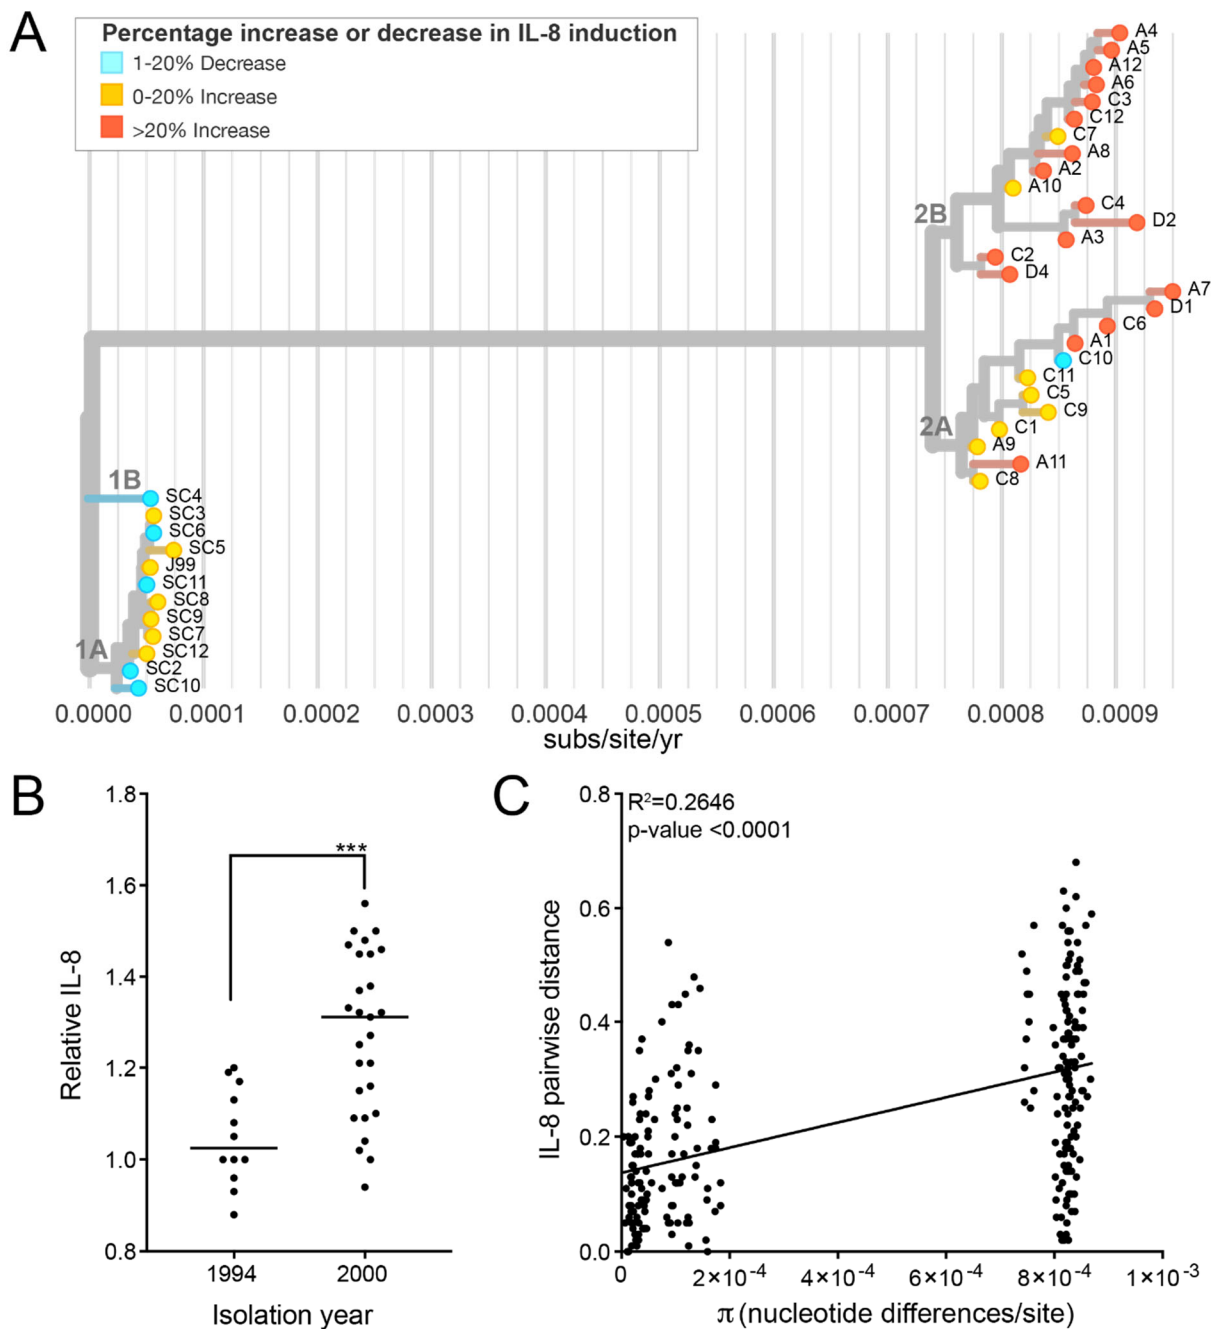 A
Percentage increase or decrease in IL-8 induction
1-20% Decrease
0-20% Increase
>20% Increase
A4
A5
A12
A6
C3
C12
C7
A8
A2
A10
C4
2B
D2
A3
C2
D4
A7
D1
C6
A1
C10
C11
C5
C9
2A
C1
A9
A11
C8
1B
SC4
SC3
SC6
SC5
J99
SC11
SC8
SC9
SC7
1A
SC12
SC2
SC10
0.0000 0.0001 0.0002 0.0003 0.0004 0.0005 0.0006 0.0007 0.0008 0.0009
subs/site/yr
B
1.8
1.6
1.4
1.2
1.0
0.8
Relative IL-8
***
1994 2000
Isolation year
C
R²=0.2646
p-value <0.0001
0.8
0.6
0.4
0.2
0.0
IL-8 pairwise distance
0 2×10⁻⁴ 4×10⁻⁴ 6×10⁻⁴ 8×10⁻⁴ 1×10⁻³
π (nucleotide differences/site)